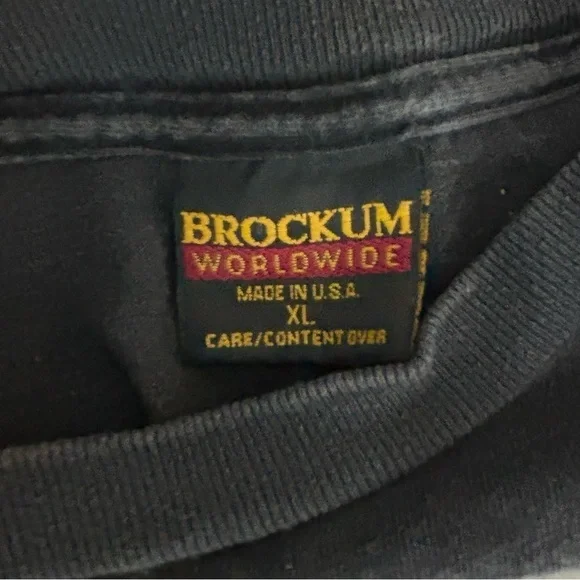 BROCKUM
WORLDWIDE
MADE IN U.S.A.
XL
CARE/CONTENT OVER